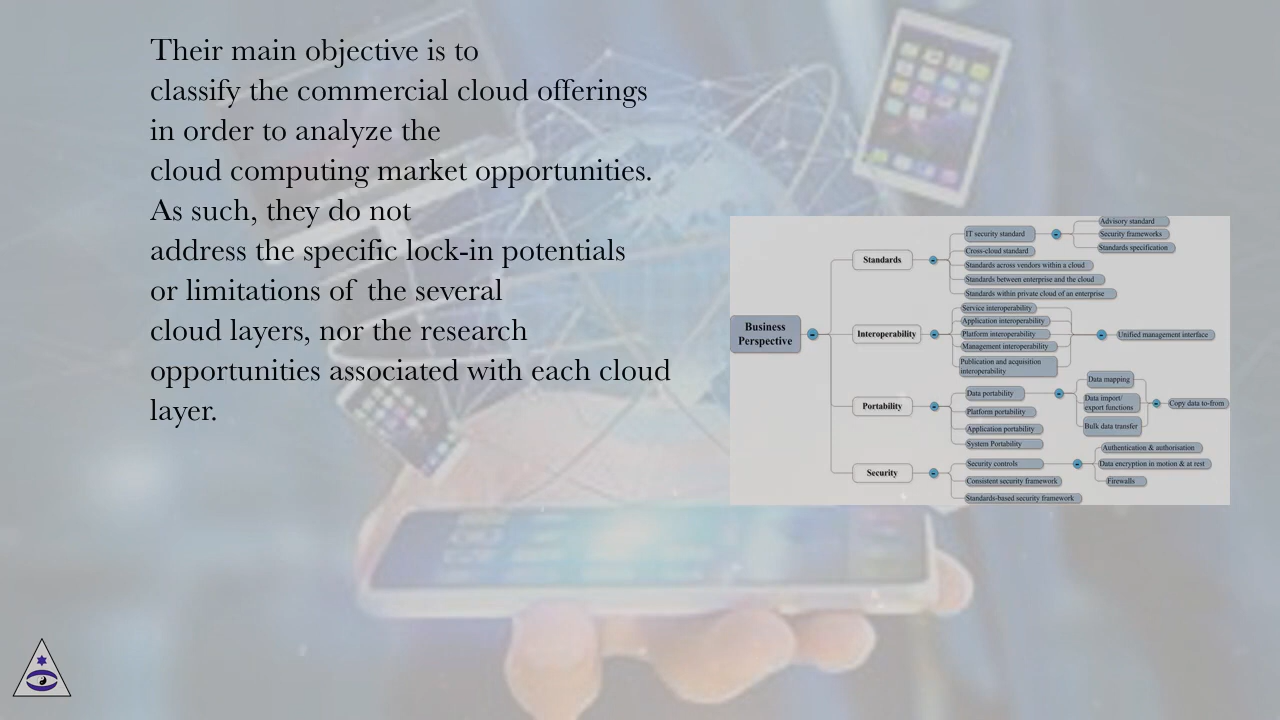 Their main objective is to
classify the commercial cloud offerings
in order to analyze the
cloud computing market opportunities.
As such, they do not
address the specific lock-in potentials
or limitations of the several
cloud layers, nor the research
opportunities associated with each cloud
layer.
Business
Perspective
Standards
IT security standard
Advisory standard
Security frameworks
Standards specification
Cross-cloud standard
Standards across vendors within a cloud
Standards between enterprise and the cloud
Standards within private cloud of an enterprise
Interoperability
Service interoperability
Application interoperability
Platform interoperability
Management interoperability
Publication and acquisition
interoperability
Unified management interface
Portability
Data portability
Data mapping
Data import/
export functions
Bulk data transfer
Copy data to-from
Platform portability
Application portability
System Portability
Security
Security controls
Authentication & authorisation
Data encryption in motion & at rest
Firewalls
Consistent security framework
Standards-based security framework